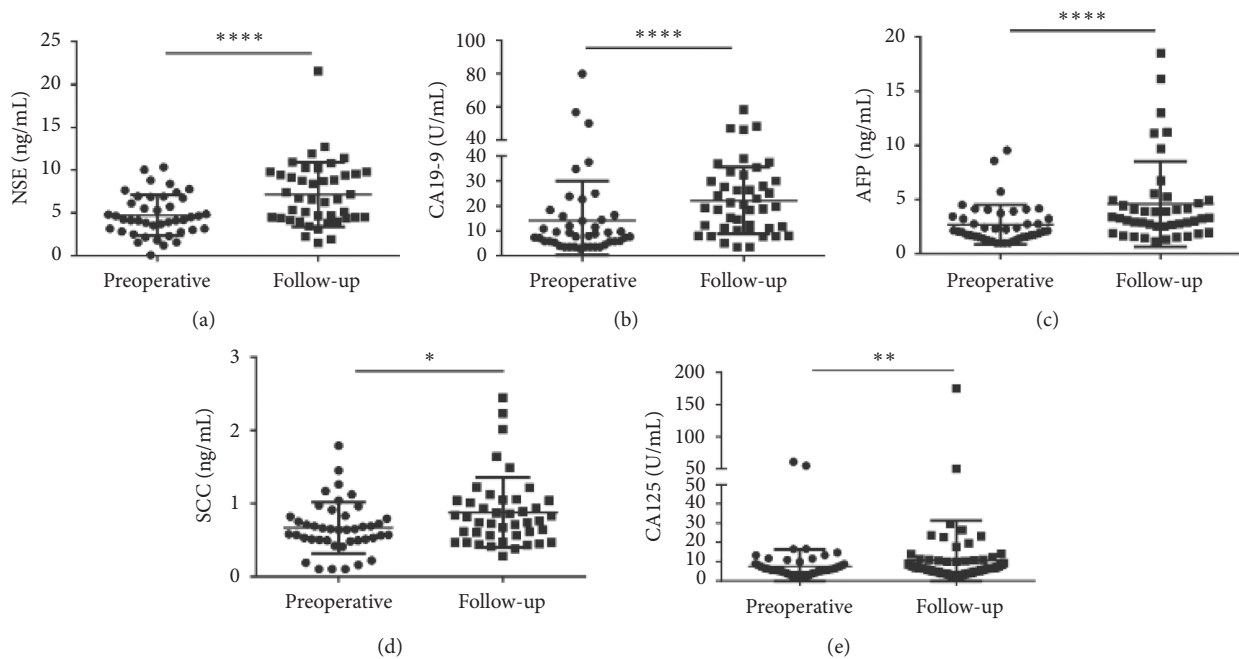 ****
25
20
15
10
5
0
NSE (ng/mL)
Preoperative
Follow-up
(a)
****
100
80
60
40
40
30
20
10
0
CA19-9 (U/mL)
Preoperative
Follow-up
(b)
****
20
15
10
5
0
AFP (ng/mL)
Preoperative
Follow-up
(c)
*
3
2
1
0
SCC (ng/mL)
Preoperative
Follow-up
(d)
**
200
150
100
50
50
40
30
20
10
0
CA125 (U/mL)
Preoperative
Follow-up
(e)